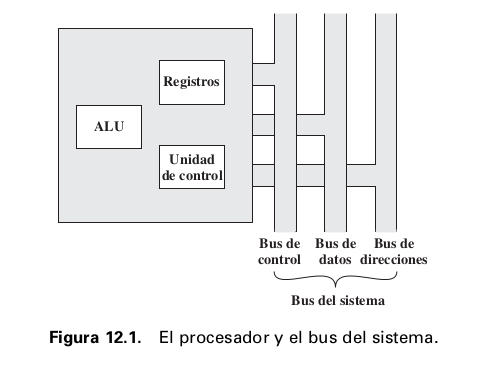 Registros
ALU
Unidad
de control
Bus de
control
Bus de
datos
Bus de
direcciones
Bus del sistema
Figura 12.1. El procesador y el bus del sistema.